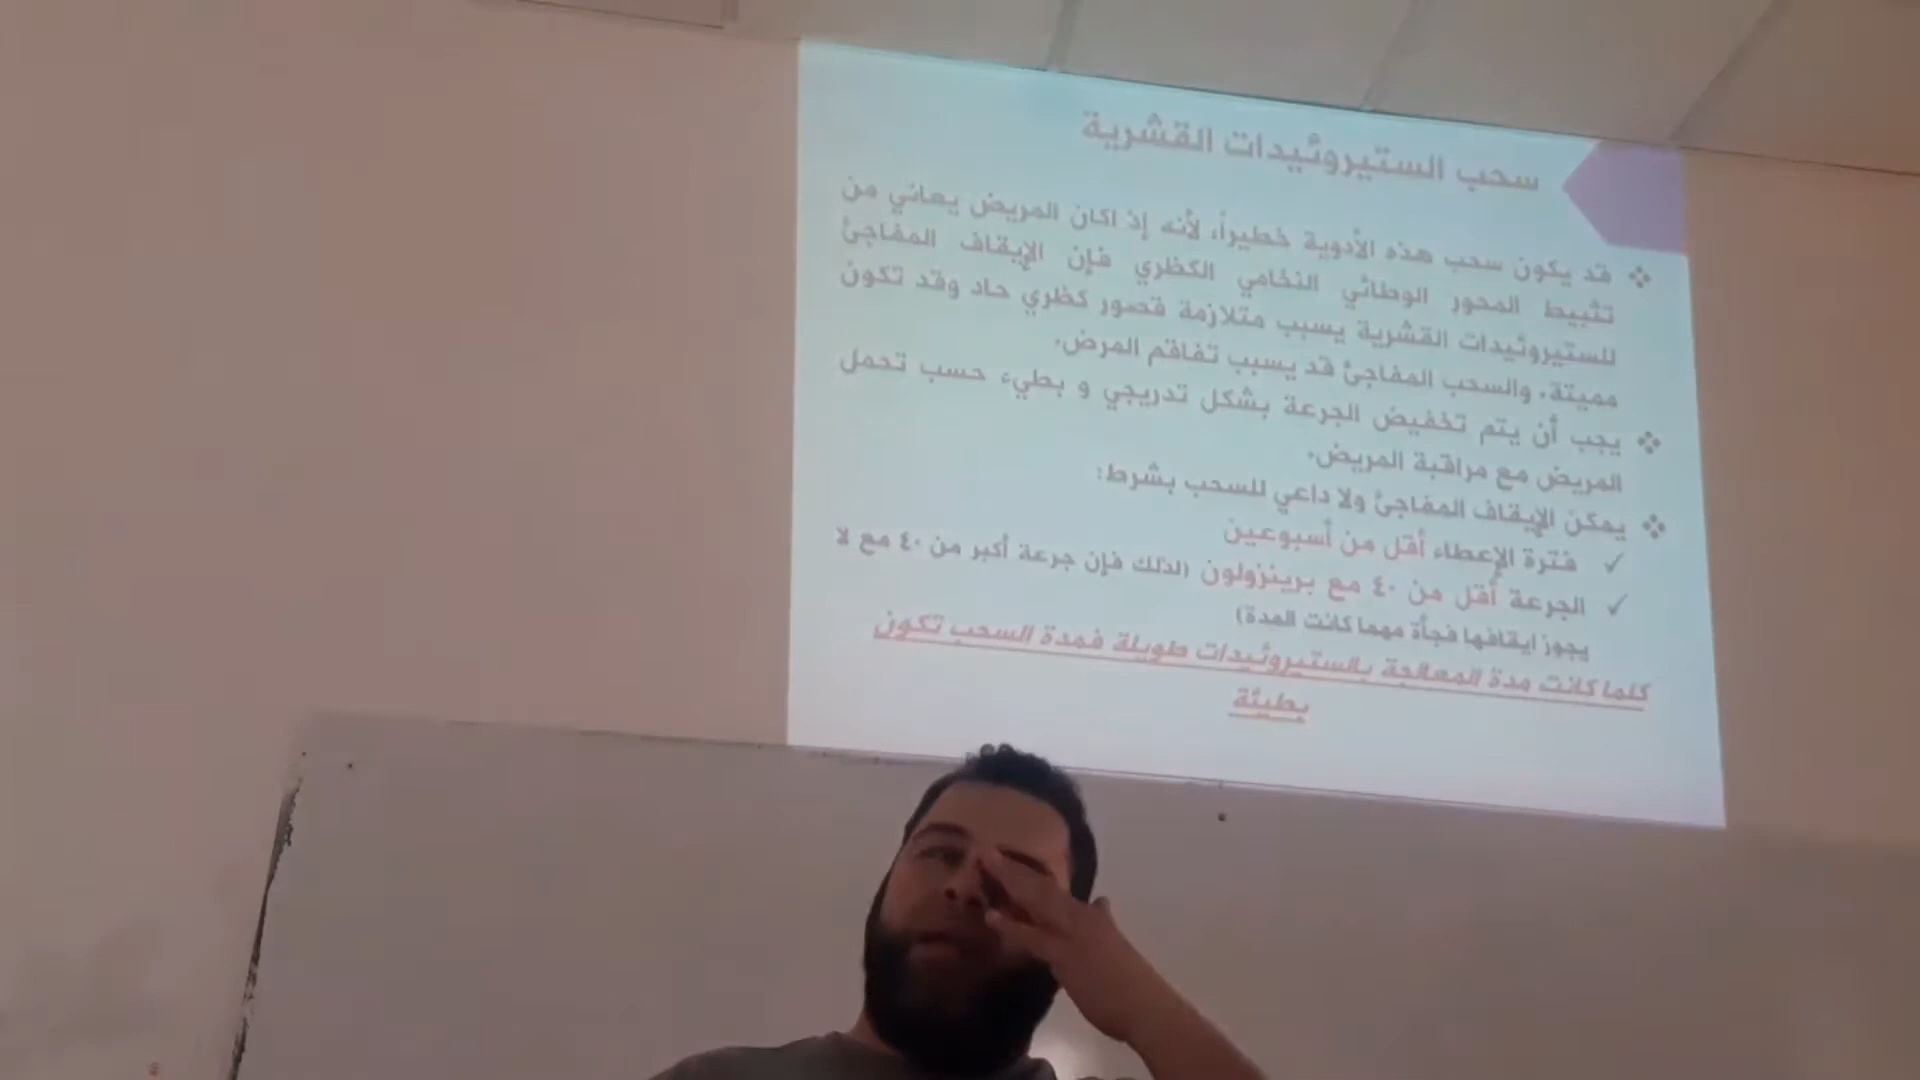 سحب الستيروئيدات القشرية
❖ قد يكون سحب هذه الأدوية خطيراً، لأنه إذ اكان المريض يعاني من
تثبيط المحور الوطائي النخامي الكظري فإن الإيقاف المفاجئ
للستيروئيدات القشرية يسبب متلازمة قصور كظري حاد وقد تكون
مميتة. والسحب المفاجئ قد يسبب تفاقم المرض.
❖ يجب أن يتم تخفيض الجرعة بشكل تدريجي و بطيء حسب تحمل
المريض مع مراقبة المريض.
❖ يمكن الإيقاف المفاجئ ولا داعي للسحب بشرط:
✓ فترة الإعطاء أقل من أسبوعين
✓ الجرعة أقل من ٤٠ مع برينزولون (لذلك فإن جرعة أكبر من ٤٠ مع لا
يجوز ايقافها فجأة مهما كانت المدة)
كلما كانت مدة المعالجة بالستيروئيدات طويلة فمدة السحب تكون
بطيئة